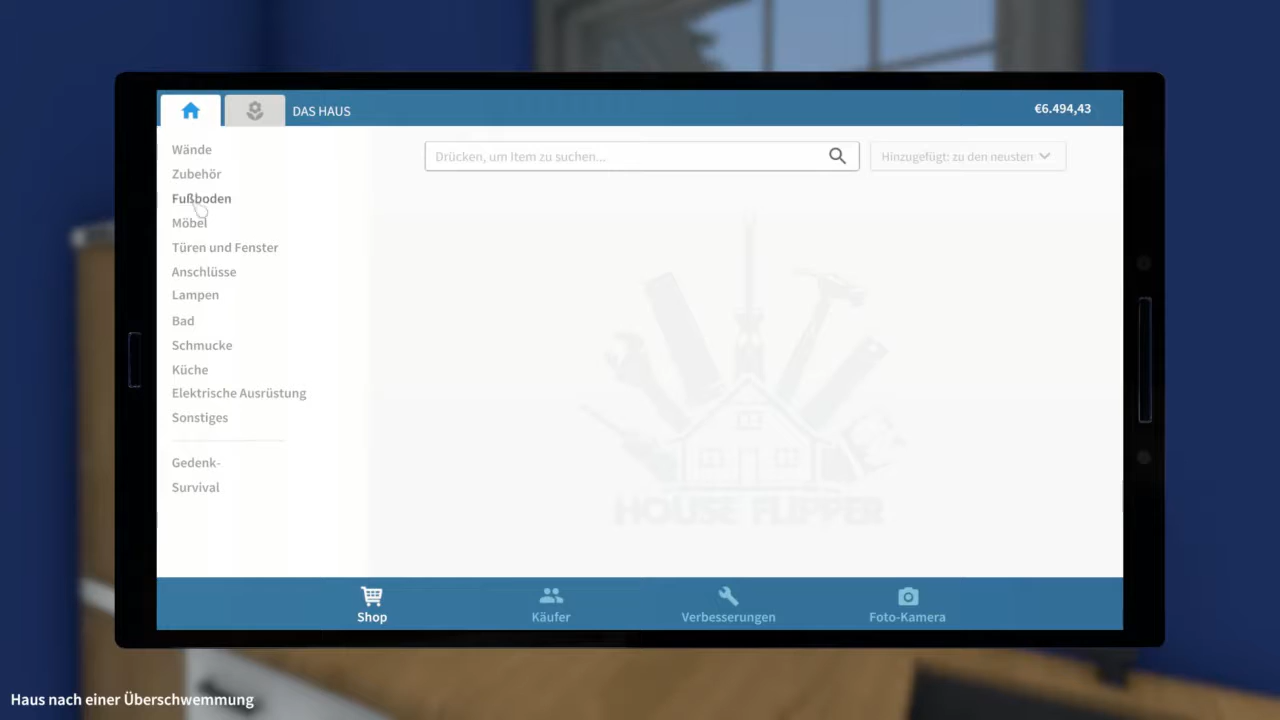 DAS HAUS
€6.494,43
Drücken, um Item zu suchen...
Hinzugefügt: zu den neusten
Wände
Zubehör
Fußboden
Möbel
Türen und Fenster
Anschlüsse
Lampen
Bad
Schmucke
Küche
Elektrische Ausrüstung
Sonstiges
Gedenk-
Survival
HOUSE FLIPPER
Shop
Käufer
Verbesserungen
Foto-Kamera
Haus nach einer Überschwemmung